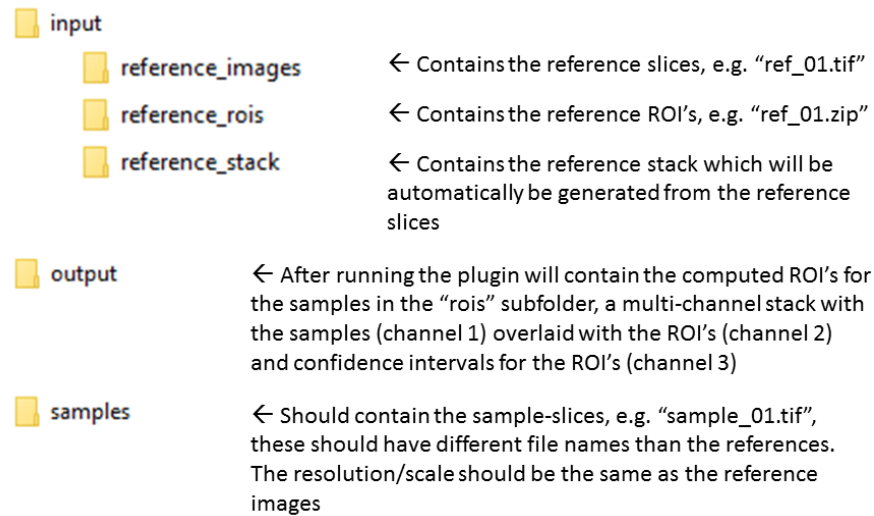 input
reference_images
← Contains the reference slices, e.g. “ref_01.tif”
reference_rois
← Contains the reference ROI’s, e.g. “ref_01.zip”
reference_stack
← Contains the reference stack which will be
automatically be generated from the reference
slices
output
← After running the plugin will contain the computed ROI’s for
the samples in the “rois” subfolder, a multi-channel stack with
the samples (channel 1) overlaid with the ROI’s (channel 2)
and confidence intervals for the ROI’s (channel 3)
samples
← Should contain the sample-slices, e.g. “sample_01.tif”,
these should have different file names than the references.
The resolution/scale should be the same as the reference
images